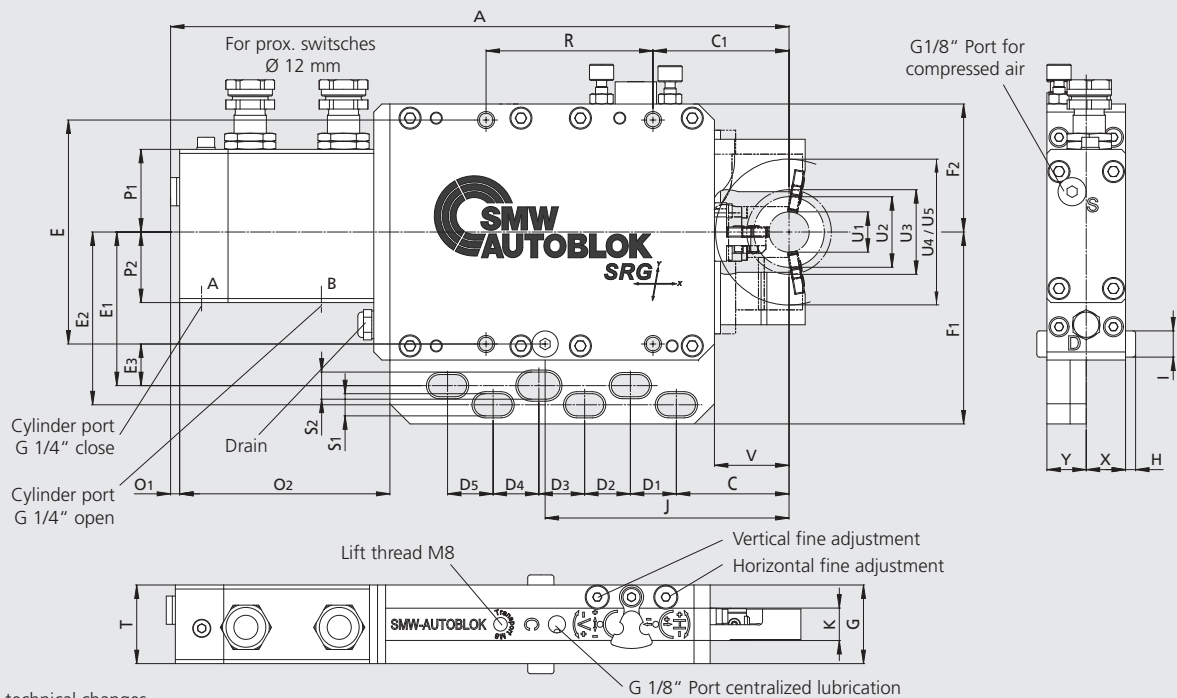 A
For prox. switsches
Ø 12 mm
R
C1
G1/8“ Port for
compressed air
E
E2
E1
E3
P1
P2
A
B
SMW
AUTOBLOK
SRG
Y
x
U1
U2
U3
U4 / U5
F2
F1
S
D
I
Cylinder port
G 1/4“ close
Cylinder port
G 1/4“ open
Drain
S2
S1
O1
O2
D5
D4
D3
D2
D1
C
V
J
Y
X
H
Lift thread M8
Vertical fine adjustment
Horizontal fine adjustment
T
SMW-AUTOBLOK
Transport M8
C
V
H
K
G
G 1/8“ Port centralized lubrication
technical changes